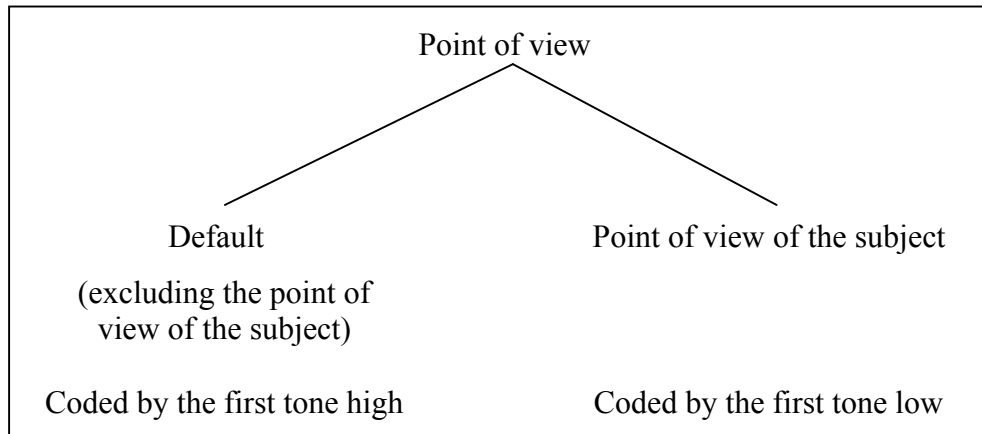 Point of view
Default
Point of view of the subject
(excluding the point of
view of the subject)
Coded by the first tone high
Coded by the first tone low